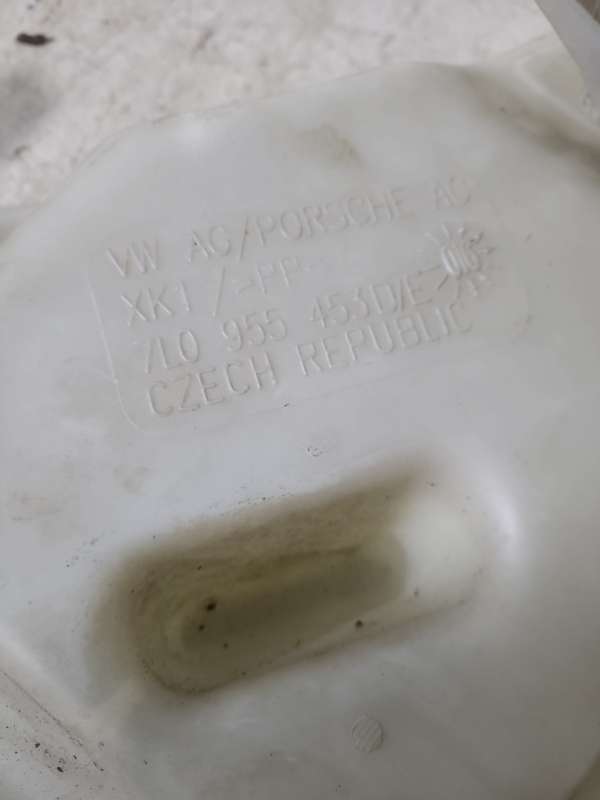 VW AG/PORSCHE AG
XK1 />PP<
7L0 955 453D/E
CZECH REPUBLIC